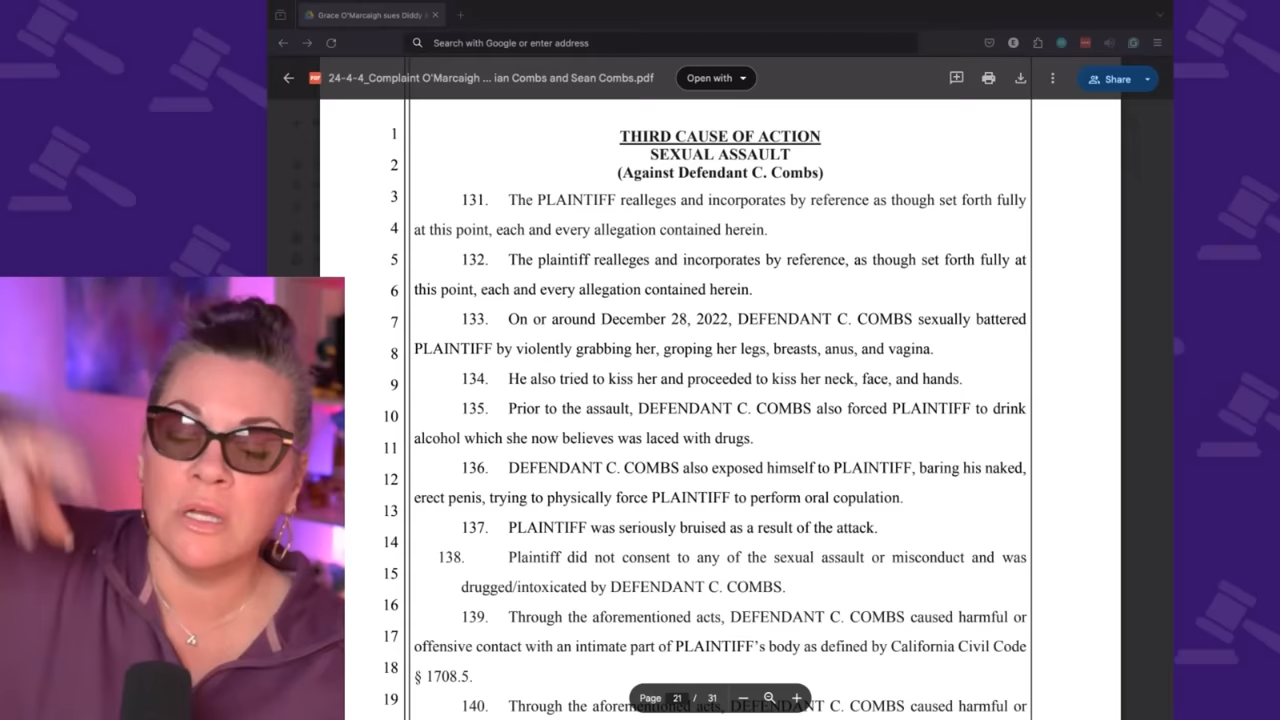 Grace O'Marcaigh sues Diddy
Search with Google or enter address
24-4-4_Complaint O'Marcaigh ... ian Combs and Sean Combs.pdf
Open with
Share
1 THIRD CAUSE OF ACTION
2 SEXUAL ASSAULT
(Against Defendant C. Combs)
3 131. The PLAINTIFF realleges and incorporates by reference as though set forth fully
4 at this point, each and every allegation contained herein.
5 132. The plaintiff realleges and incorporates by reference, as though set forth fully at
6 this point, each and every allegation contained herein.
7 133. On or around December 28, 2022, DEFENDANT C. COMBS sexually battered
8 PLAINTIFF by violently grabbing her, groping her legs, breasts, anus, and vagina.
9 134. He also tried to kiss her and proceeded to kiss her neck, face, and hands.
10 135. Prior to the assault, DEFENDANT C. COMBS also forced PLAINTIFF to drink
11 alcohol which she now believes was laced with drugs.
12 136. DEFENDANT C. COMBS also exposed himself to PLAINTIFF, baring his naked,
13 erect penis, trying to physically force PLAINTIFF to perform oral copulation.
14 137. PLAINTIFF was seriously bruised as a result of the attack.
15 138. Plaintiff did not consent to any of the sexual assault or misconduct and was
drugged/intoxicated by DEFENDANT C. COMBS.
16 139. Through the aforementioned acts, DEFENDANT C. COMBS caused harmful or
17 offensive contact with an intimate part of PLAINTIFF's body as defined by California Civil Code
18 § 1708.5.
Page 21 / 31
19 140. Through the aforementioned acts, DEFENDANT C. COMBS caused harmful or